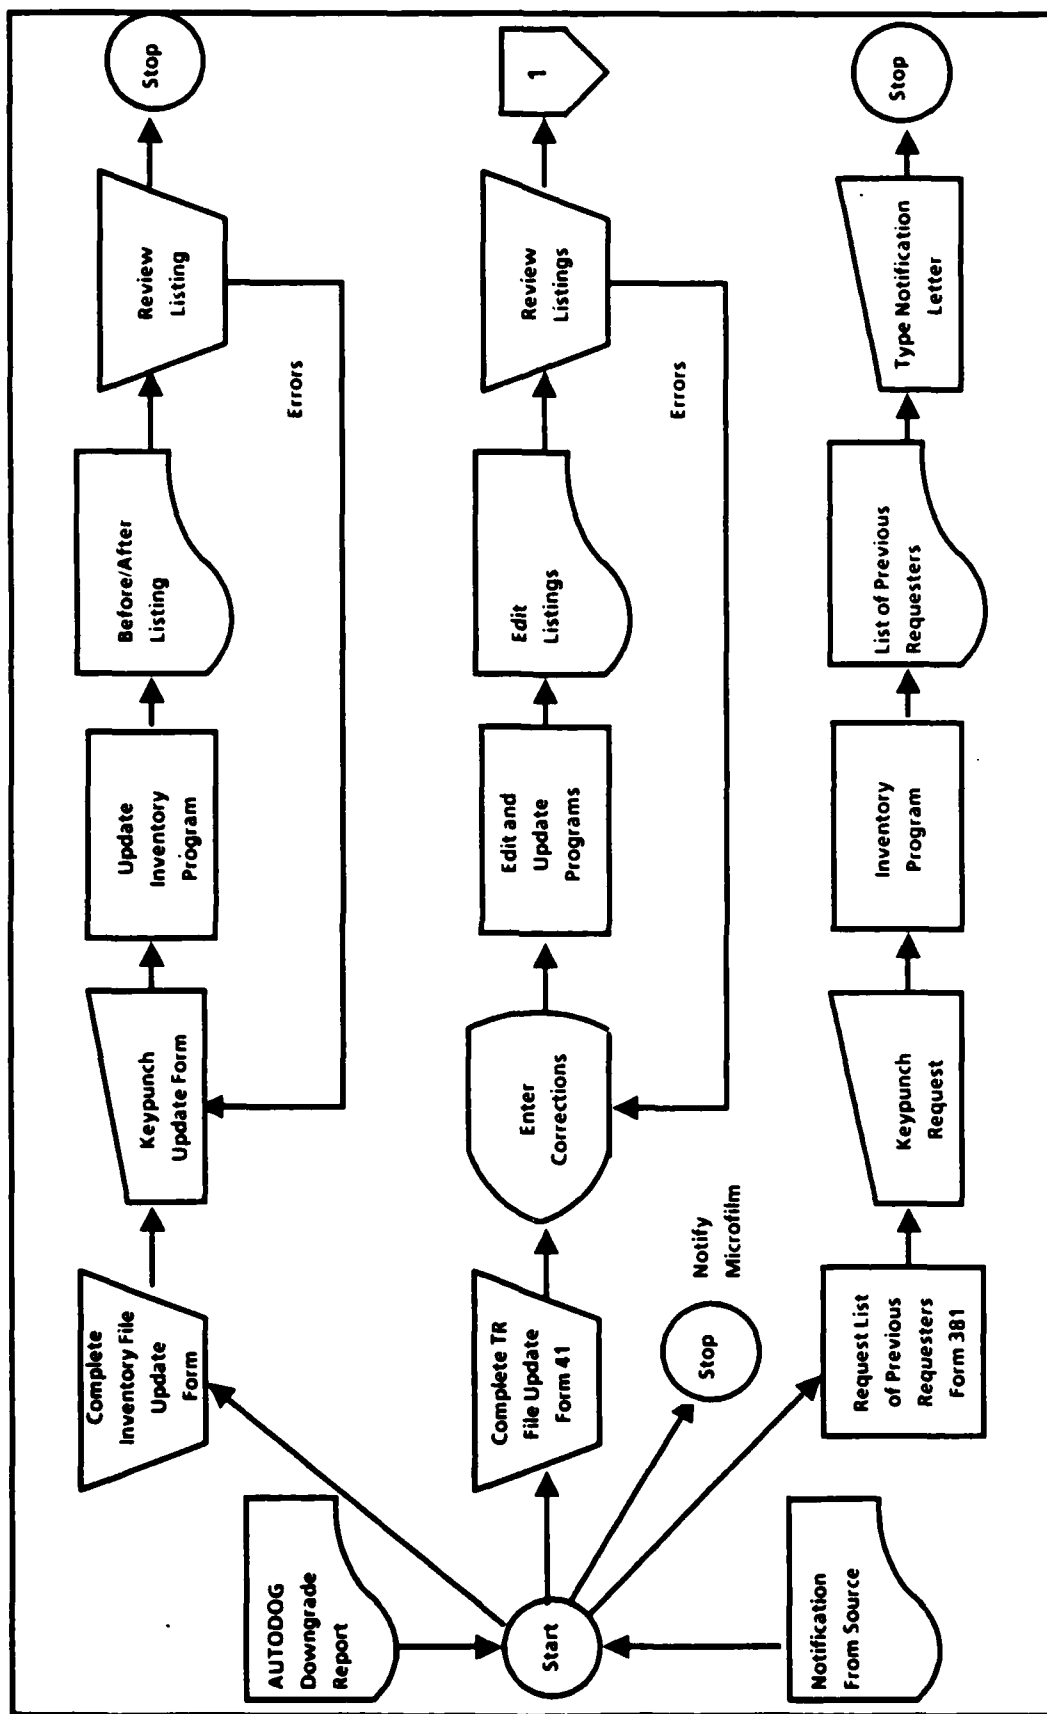 AUTODOG
Downgrade
Report
Start
Notification
From Source
Complete
Inventory File
Update
Form
Keypunch
Update Form
Update
Inventory
Program
Before/After
Listing
Review
Listing
Stop
Errors
Complete TR
File Update
Form 41
Enter
Corrections
Edit and
Update
Programs
Edit
Listings
Review
Listings
1
Errors
Stop
Notify
Microfilm
Request List
of Previous
Requesters
Form 381
Keypunch
Request
Inventory
Program
List of Previous
Requesters
Type Notification
Letter
Stop